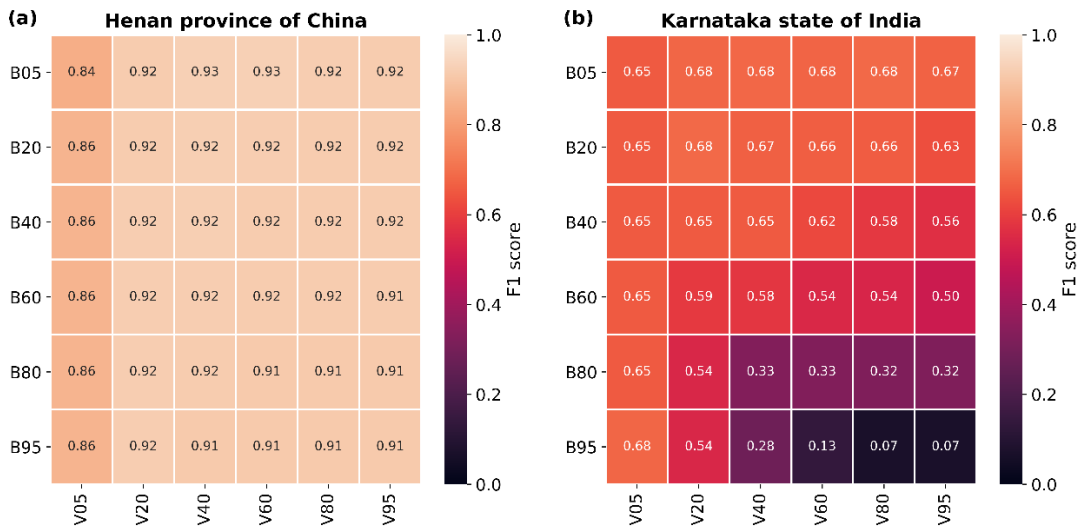 (a) Henan province of China
B05 0.84 0.92 0.93 0.93 0.92 0.92
B20 0.86 0.92 0.92 0.92 0.92 0.92
B40 0.86 0.92 0.92 0.92 0.92 0.92
B60 0.86 0.92 0.92 0.92 0.92 0.91
B80 0.86 0.92 0.92 0.91 0.91 0.91
B95 0.86 0.92 0.91 0.91 0.91 0.91
V05 V20 V40 V60 V80 V95
1.0
0.8
0.6
0.4
0.2
0.0
F1 score
(b) Karnataka state of India
B05 0.65 0.68 0.68 0.68 0.68 0.67
B20 0.65 0.68 0.67 0.66 0.66 0.63
B40 0.65 0.65 0.65 0.62 0.58 0.56
B60 0.65 0.59 0.58 0.54 0.54 0.50
B80 0.65 0.54 0.33 0.33 0.32 0.32
B95 0.68 0.54 0.28 0.13 0.07 0.07
V05 V20 V40 V60 V80 V95
1.0
0.8
0.6
0.4
0.2
0.0
F1 score